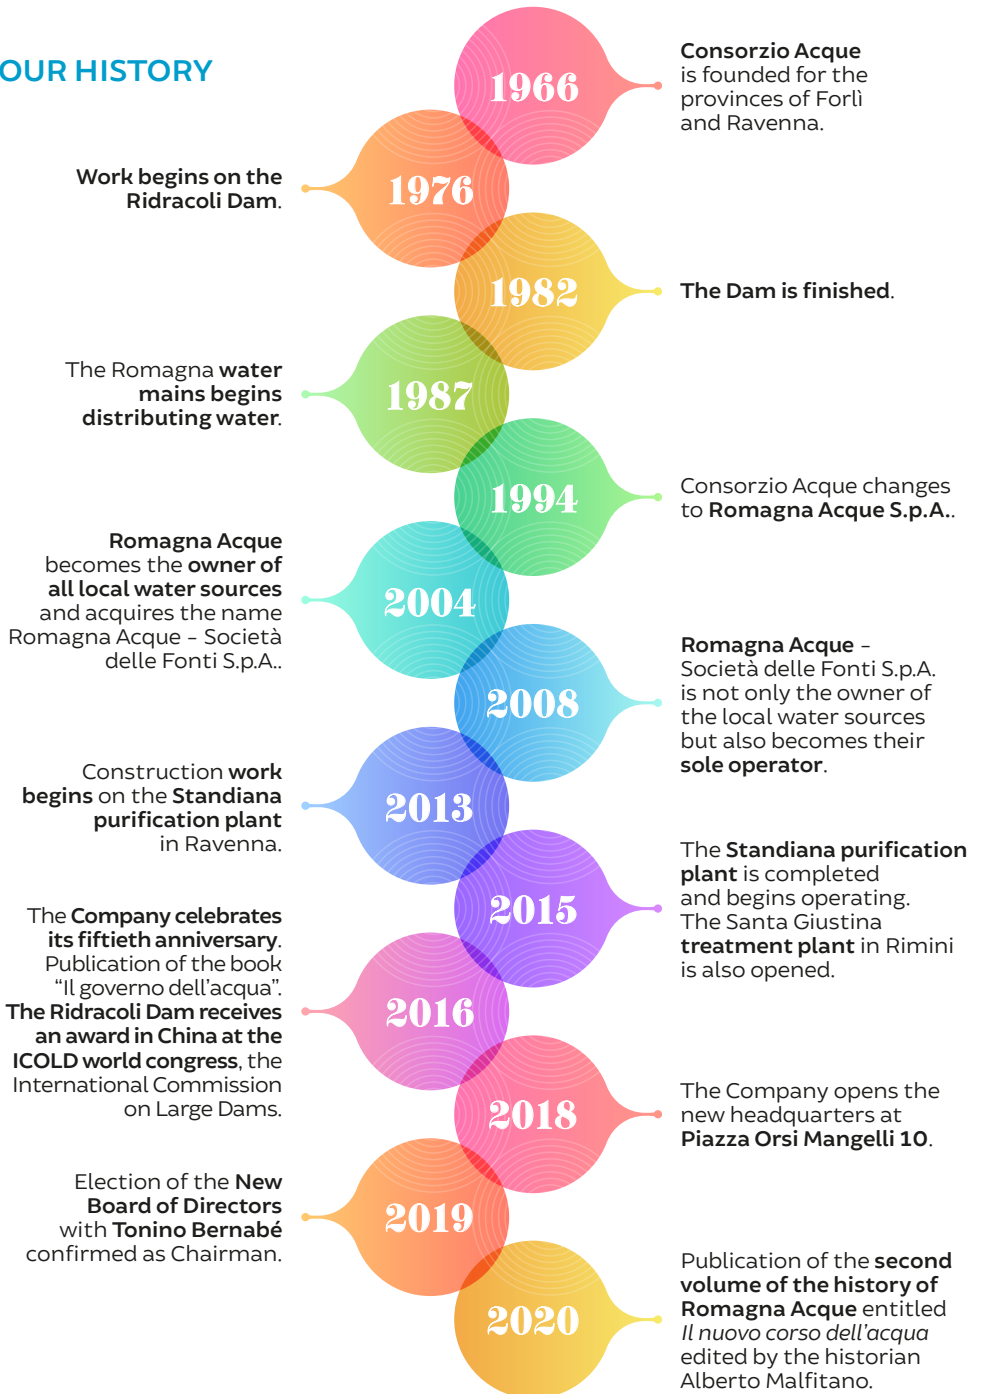 OUR HISTORY
1966
Consorzio Acque
is founded for the
provinces of Forlì
and Ravenna.
1976
Work begins on the
Ridracoli Dam.
1982
The Dam is finished.
1987
The Romagna water
mains begins
distributing water.
1994
Consorzio Acque changes
to Romagna Acque S.p.A..
2004
Romagna Acque
becomes the owner of
all local water sources
and acquires the name
Romagna Acque - Società
delle Fonti S.p.A..
2008
Romagna Acque -
Società delle Fonti S.p.A.
is not only the owner of
the local water sources
but also becomes their
sole operator.
2013
Construction work
begins on the Standiana
purification plant
in Ravenna.
2015
The Standiana purification
plant is completed
and begins operating.
The Santa Giustina
treatment plant in Rimini
is also opened.
2016
The Company celebrates
its fiftieth anniversary.
Publication of the book
“Il governo dell’acqua”.
The Ridracoli Dam receives
an award in China at the
ICOLD world congress, the
International Commission
on Large Dams.
2018
The Company opens the
new headquarters at
Piazza Orsi Mangelli 10.
2019
Election of the New
Board of Directors
with Tonino Bernabé
confirmed as Chairman.
2020
Publication of the second
volume of the history of
Romagna Acque entitled
Il nuovo corso dell’acqua
edited by the historian
Alberto Malfitano.